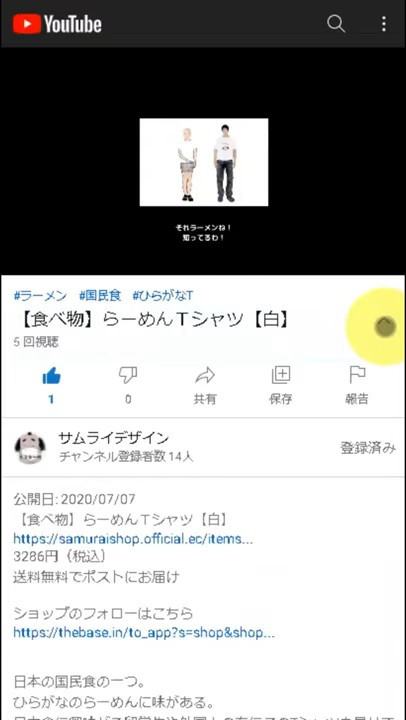 YouTube
それラーメンね！
知ってるわ！
#ラーメン #国民食 #ひらがなT
【食べ物】らーめんTシャツ【白】
5 回視聴
1
0
共有
保存
報告
サムライデザイン
チャンネル登録者数 14人
登録済み
公開日: 2020/07/07
【食べ物】らーめんTシャツ【白】
https://samuraishop.official.ec/items...
3286円（税込）
送料無料でポストにお届け
ショップのフォローはこちら
https://thebase.in/to_app?s=shop&shop...
日本の国民食の一つ。
ひらがなのらーめんに味がある。